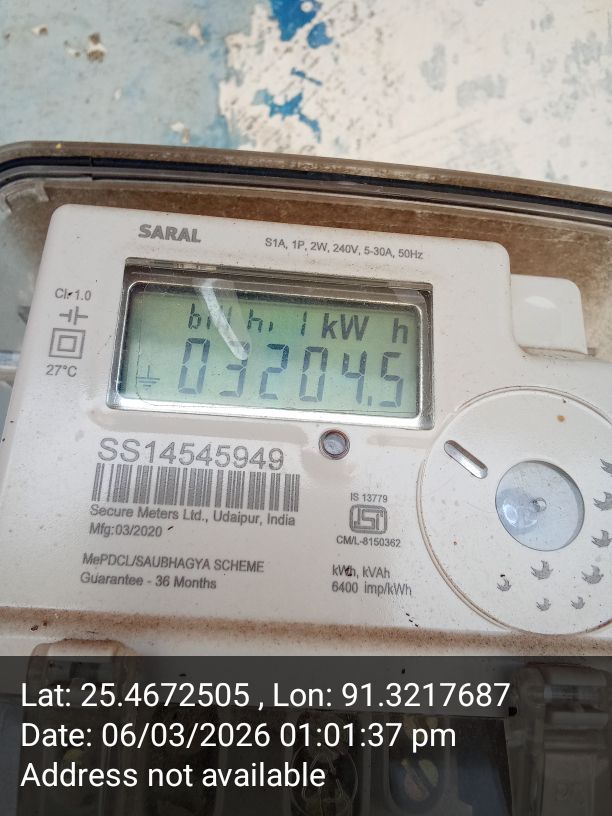 SARAL
S1A, 1P, 2W, 240V, 5-30A, 50Hz
Cl 1.0
kW h
03204.5
27°C
SS14545949
Secure Meters Ltd., Udaipur, India
Mfg:03/2020
IS 13779
CM/L-8150362
MePDCL/SAUBHAGYA SCHEME
Guarantee - 36 Months
kWh, kVAh
6400 imp/kWh
Lat: 25.4672505 , Lon: 91.3217687
Date: 06/03/2026 01:01:37 pm
Address not available